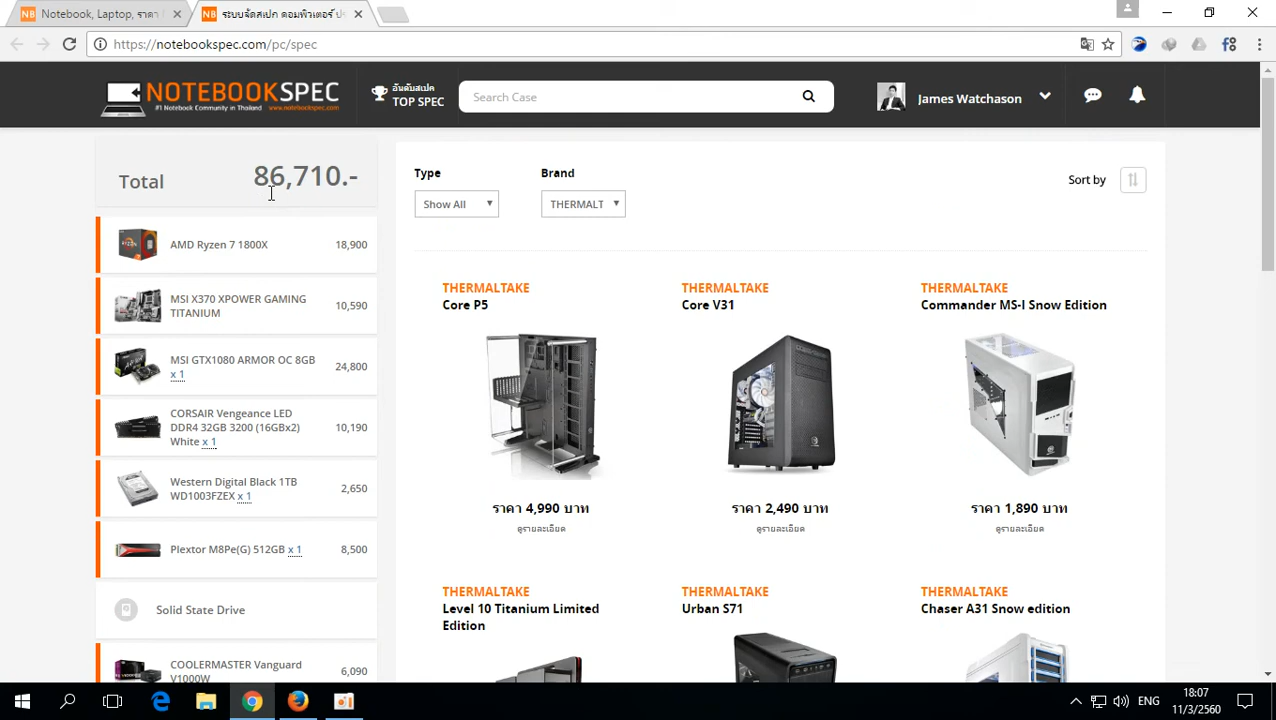 Notebook, Laptop, ราคา
ระบบจัดสเปค คอมพิวเตอร์
https://notebookspec.com/pc/spec
NOTEBOOKSPEC
#1 Notebook Community in Thailand www.notebookspec.com
อันดับสเปค
TOP SPEC
Search Case
James Watchason
Total
86,710.-
Type
Brand
Sort by
Show All
THERMALT
AMD Ryzen 7 1800X
18,900
MSI X370 XPOWER GAMING
TITANIUM
10,590
MSI GTX1080 ARMOR OC 8GB
x 1
24,800
CORSAIR Vengeance LED
DDR4 32GB 3200 (16GBx2)
White x 1
10,190
Western Digital Black 1TB
WD1003FZEX x 1
2,650
Plextor M8Pe(G) 512GB x 1
8,500
Solid State Drive
COOLERMASTER Vanguard
V1000W
6,090
THERMALTAKE
Core P5
ราคา 4,990 บาท
ดูรายละเอียด
THERMALTAKE
Core V31
ราคา 2,490 บาท
ดูรายละเอียด
THERMALTAKE
Commander MS-I Snow Edition
ราคา 1,890 บาท
ดูรายละเอียด
THERMALTAKE
Level 10 Titanium Limited
Edition
THERMALTAKE
Urban S71
THERMALTAKE
Chaser A31 Snow edition
ENG
18:07
11/3/2560